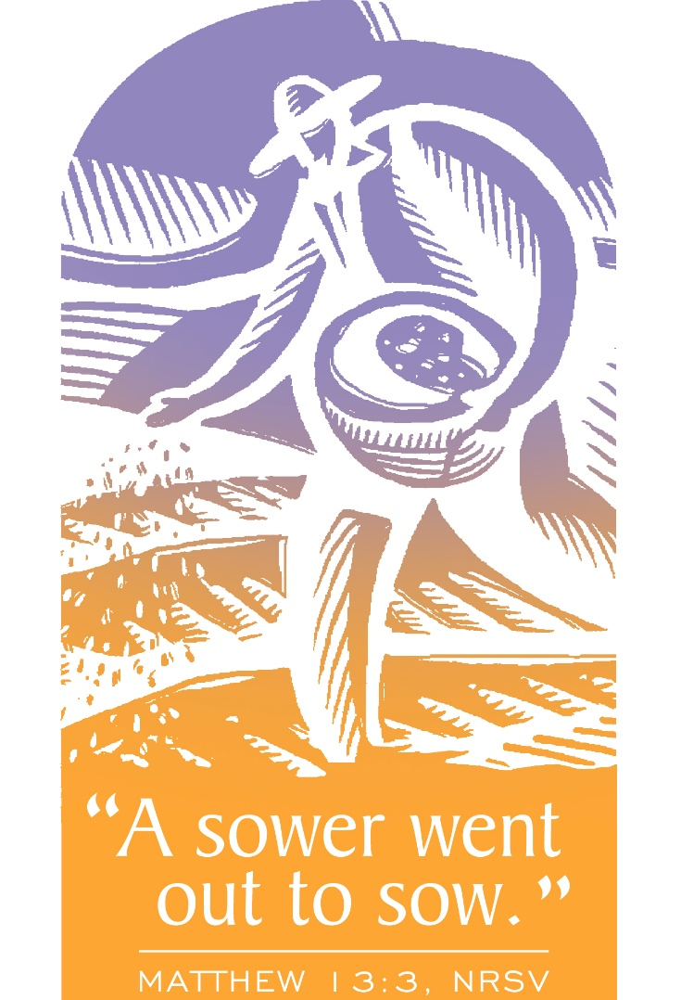 “A sower went
out to sow.”
MATTHEW 13:3, NRSV